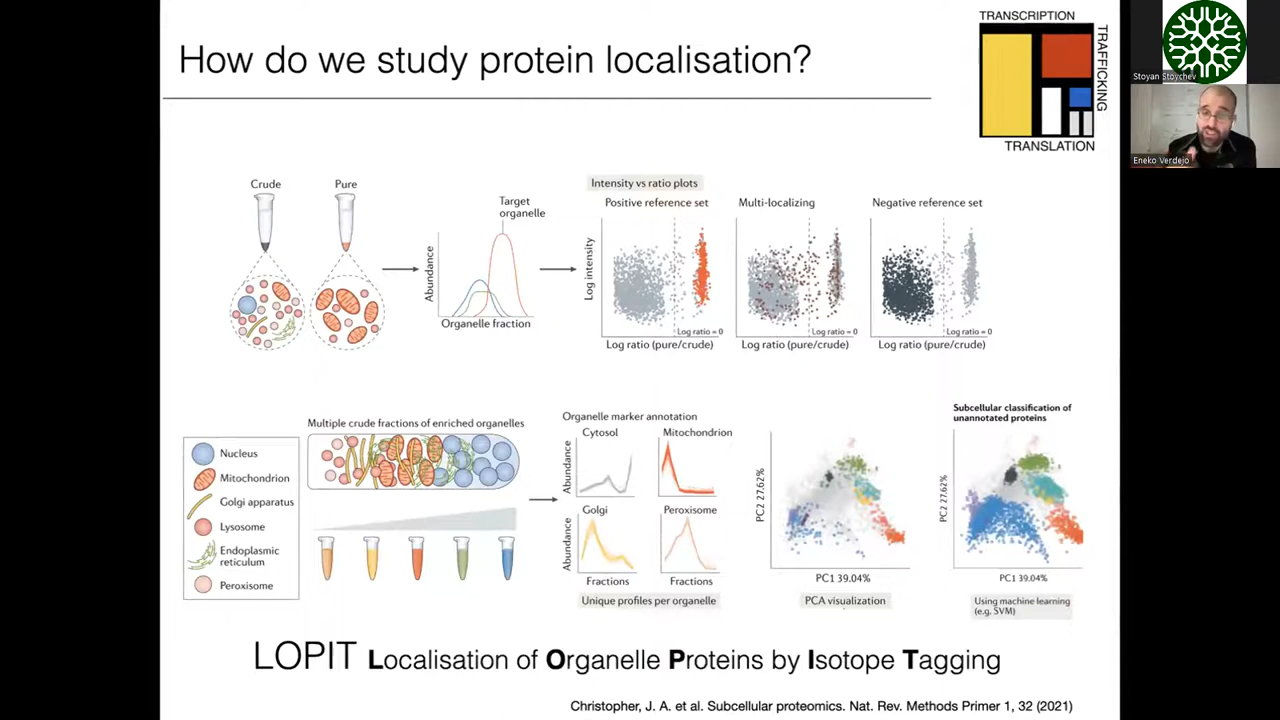 How do we study protein localisation?
TRANSCRIPTION
TRAFFICKING
TRANSLATION
Stoyan Stoychev
Eneko Verdejo
Crude
Pure
Target
organelle
Abundance
Organelle fraction
Intensity vs ratio plots
Positive reference set
Multi-localizing
Negative reference set
Log intensity
Log ratio = 0
Log ratio = 0
Log ratio = 0
Log ratio (pure/crude)
Log ratio (pure/crude)
Log ratio (pure/crude)
Nucleus
Mitochondrion
Golgi apparatus
Lysosome
Endoplasmic
reticulum
Peroxisome
Multiple crude fractions of enriched organelles
Organelle marker annotation
Cytosol
Mitochondrion
Abundance
Golgi
Peroxisome
Abundance
Fractions
Fractions
Unique profiles per organelle
PC2 27.62%
PC1 39.04%
PCA visualization
Subcellular classification of
unannotated proteins
PC2 27.62%
PC1 39.04%
Using machine learning
(e.g. SVM)
LOPIT Localisation of Organelle Proteins by Isotope Tagging
Christopher, J. A. et al. Subcellular proteomics. Nat. Rev. Methods Primer 1, 32 (2021)